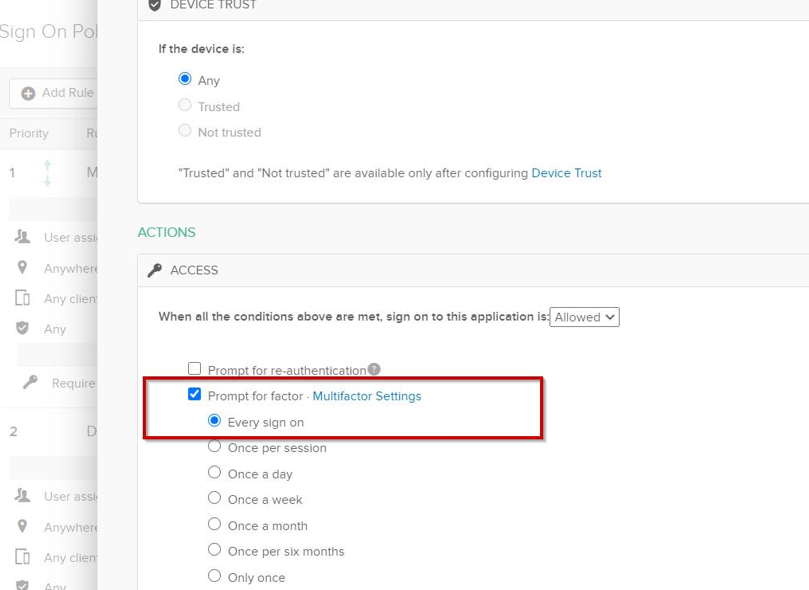 DEVICE TRUST
Sign On Pol
If the device is:
Any
Add Rule
Trusted
Priority
Not trusted
1
"Trusted" and "Not trusted" are available only after configuring Device Trust
ACTIONS
User assi
Anywhere
ACCESS
Any clien
When all the conditions above are met, sign on to this application is: Allowed
Any
Prompt for re-authentication ?
Require
Prompt for factor - Multifactor Settings
Every sign on
2
Once per session
Once a day
User assi
Once a week
Anywhere
Once a month
Any clien
Once per six months
Any
Only once